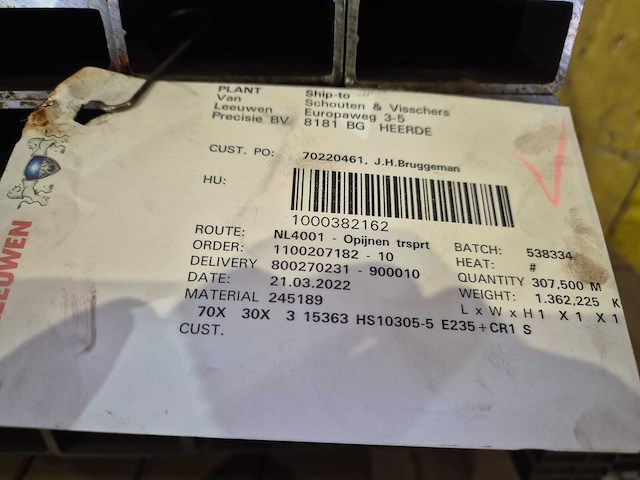 PLANT
Van
Leeuwen
Precisie BV
Ship-to
Schouten & Visschers
Europaweg 3-5
8181 BG HEERDE
CUST. PO: 70220461, J.H.Bruggeman
HU:
1000382162
ROUTE: NL4001 - Opijnen trsprt
ORDER: 1100207182 - 10
DELIVERY 800270231 - 900010
DATE: 21.03.2022
MATERIAL 245189
BATCH: 538334
HEAT: #
QUANTITY 307,500 M
WEIGHT: 1.362,225 K
L x W x H 1 X 1 X 1
70X 30X 3 15363 HS10305-5 E235+CR1 S
CUST.
LEEUWEN